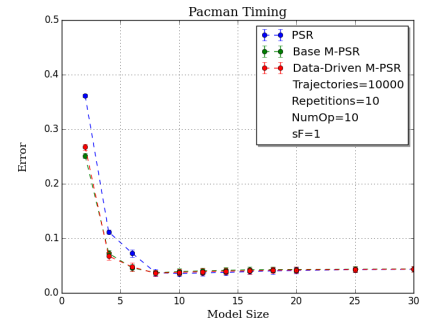 Pacman Timing
0.5
0.4
0.3
0.2
0.1
0.0
Error
0
5
10
15
20
25
30
Model Size
PSR
Base M-PSR
Data-Driven M-PSR
Trajectories=10000
Repetitions=10
NumOp=10
sF=1